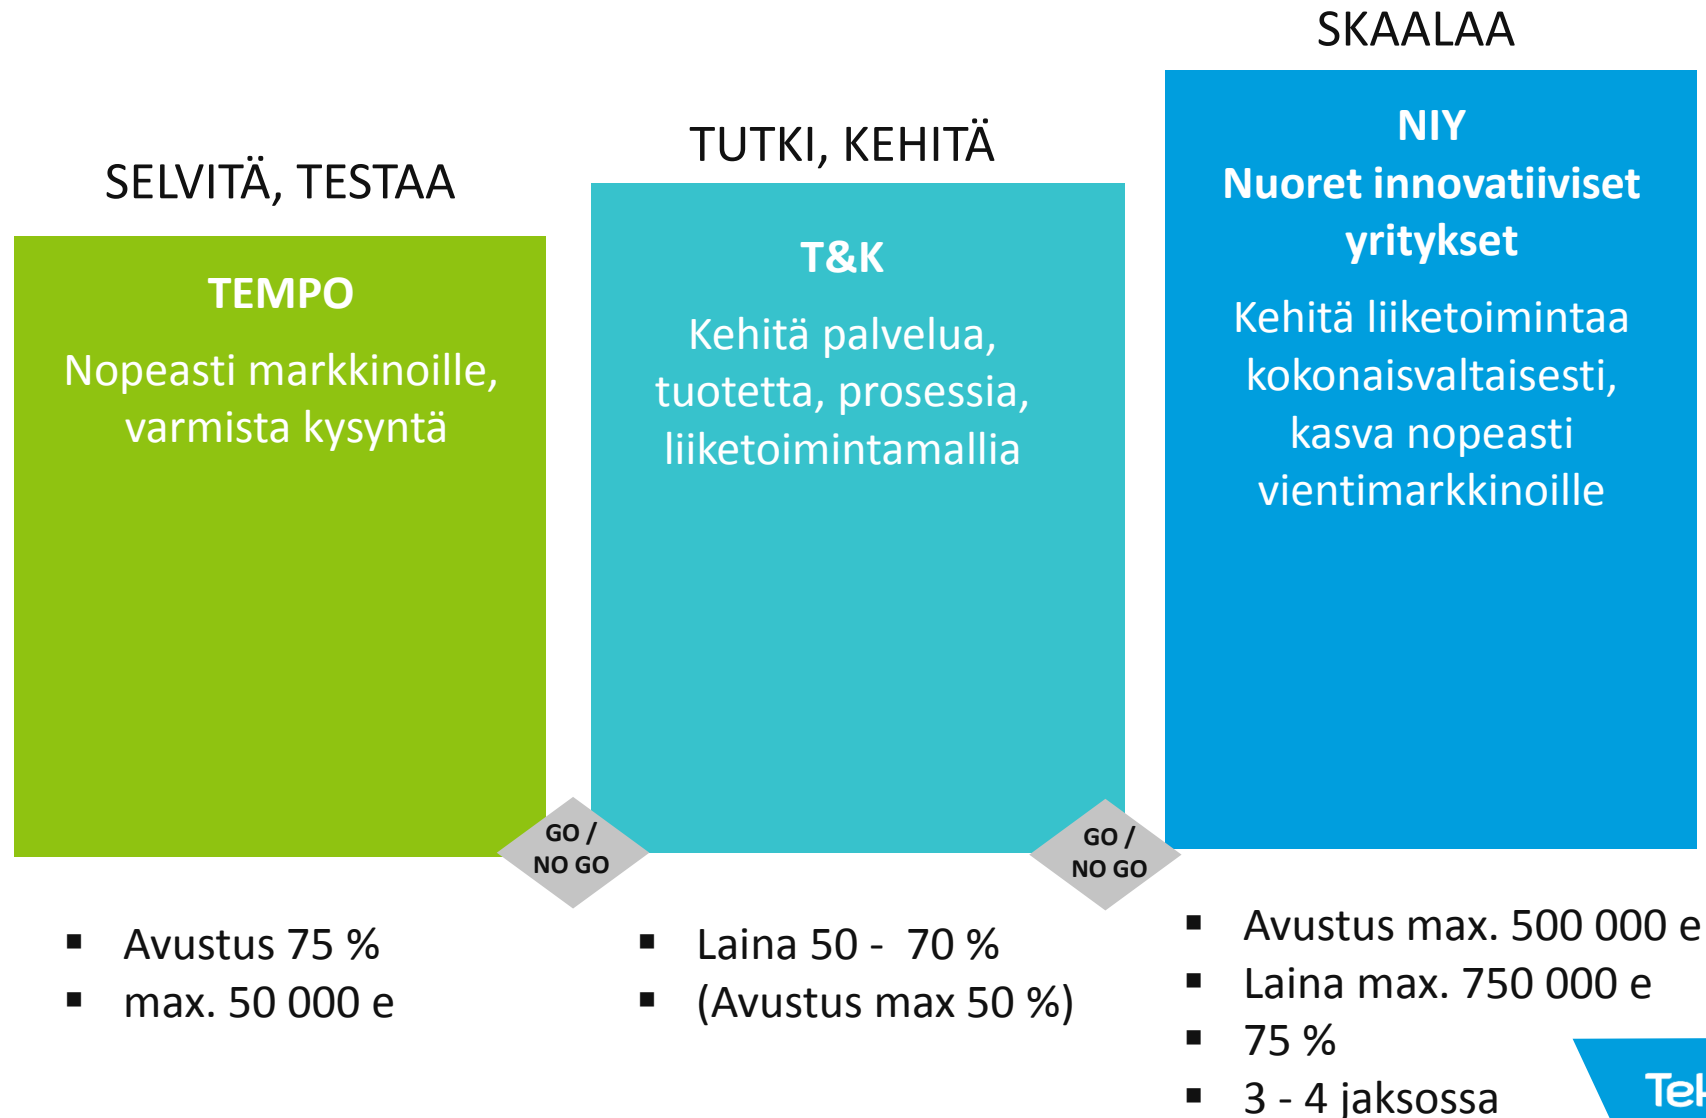 SELVITÄ, TESTAA
TEMPO
Nopeasti markkinoille,
varmista kysyntä
GO /
NO GO
▪ Avustus 75 %
▪ max. 50 000 e
TUTKI, KEHITÄ
T&K
Kehitä palvelua,
tuotetta, prosessia,
liiketoimintamallia
GO /
NO GO
▪ Laina 50 - 70 %
▪ (Avustus max 50 %)
SKAALAA
NIY
Nuoret innovatiiviset
yritykset
Kehitä liiketoimintaa
kokonaisvaltaisesti,
kasva nopeasti
vientimarkkinoille
▪ Avustus max. 500 000 e
▪ Laina max. 750 000 e
▪ 75 %
▪ 3 - 4 jaksossa